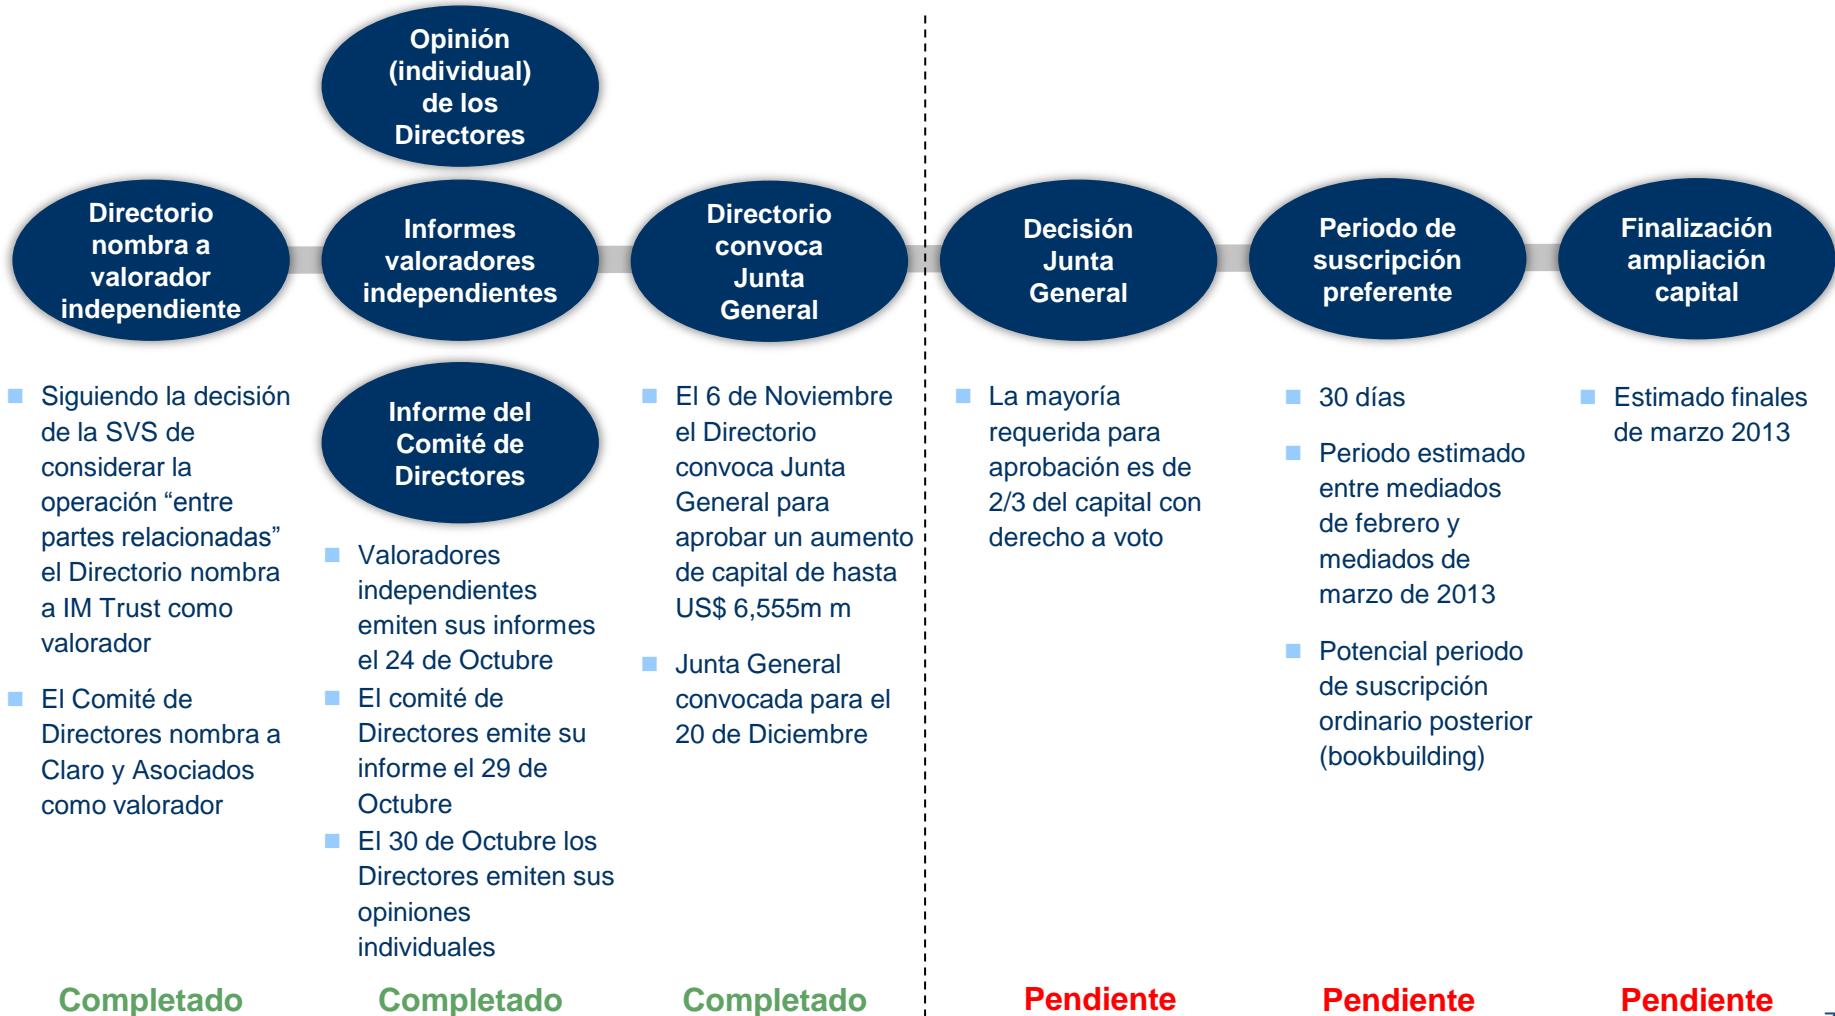 Opinión
(individual)
de los
Directores
Directorio
nombra a
valorador
independiente
Informes
valoradores
independientes
Directorio
convoca
Junta
General
Decisión
Junta
General
Periodo de
suscripción
preferente
Finalización
ampliación
capital
Siguiendo la decisión
de la SVS de
considerar la
operación “entre
partes relacionadas”
el Directorio nombra
a IM Trust como
valorador
El Comité de
Directores nombra a
Claro y Asociados
como valorador
Informe del
Comité de
Directores
Valoradores
independientes
emiten sus informes
el 24 de Octubre
El comité de
Directores emite su
informe el 29 de
Octubre
El 30 de Octubre los
Directores emiten sus
opiniones
individuales
El 6 de Noviembre
el Directorio
convoca Junta
General para
aprobar un aumento
de capital de hasta
US$ 6,555m m
Junta General
convocada para el
20 de Diciembre
La mayoría
requerida para
aprobación es de
2/3 del capital con
derecho a voto
30 días
Periodo estimado
entre mediados
de febrero y
mediados de
marzo de 2013
Potencial periodo
de suscripción
ordinario posterior
(bookbuilding)
Estimado finales
de marzo 2013
Completado
Completado
Completado
Pendiente
Pendiente
Pendiente